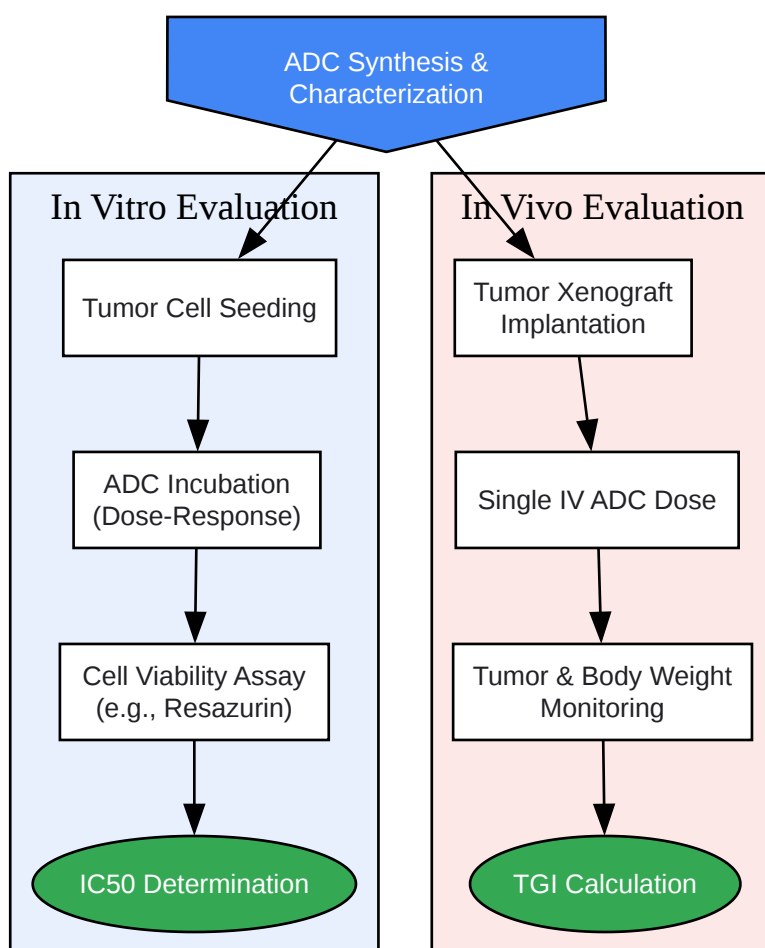 ADC Synthesis &
Characterization
In Vitro Evaluation
Tumor Cell Seeding
ADC Incubation
(Dose-Response)
Cell Viability Assay
(e.g., Resazurin)
IC50 Determination
In Vivo Evaluation
Tumor Xenograft
Implantation
Single IV ADC Dose
Tumor & Body Weight
Monitoring
TGI Calculation